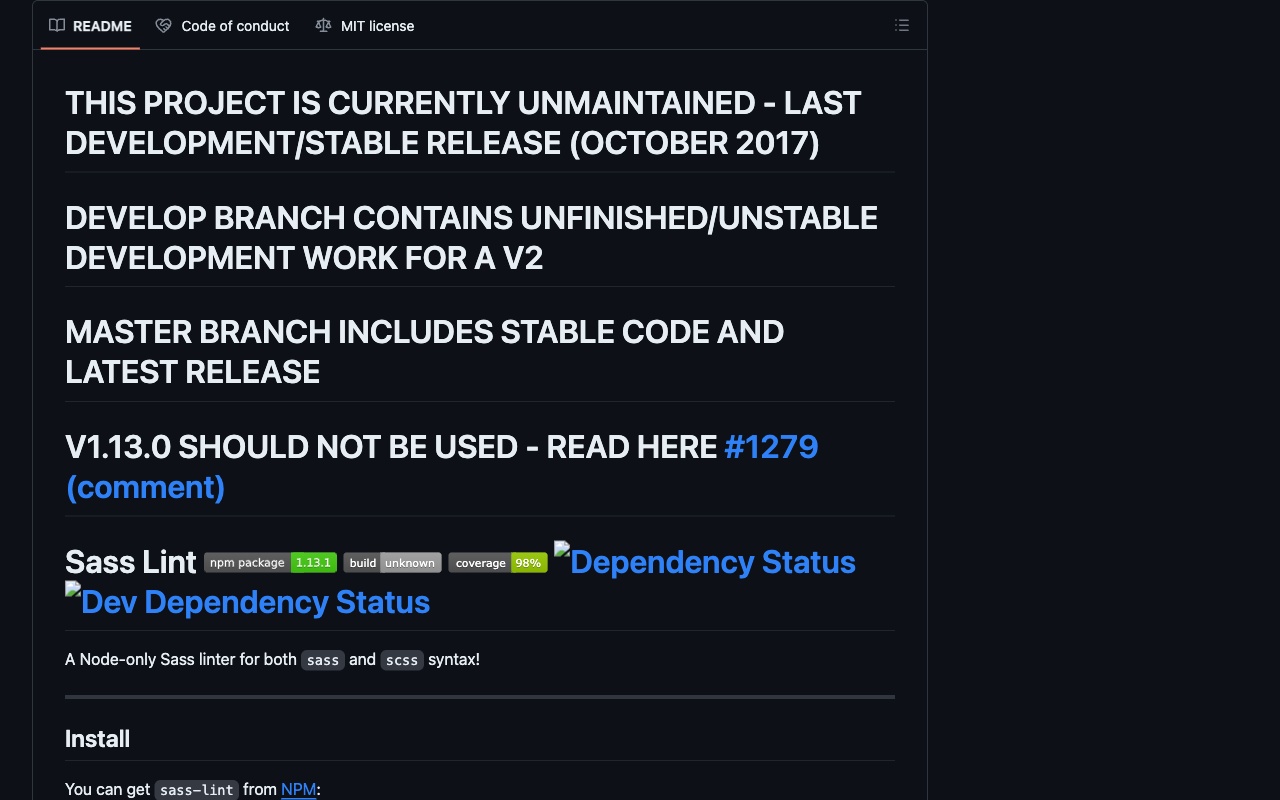 README Code of conduct MIT license
THIS PROJECT IS CURRENTLY UNMAINTAINED - LAST
DEVELOPMENT/STABLE RELEASE (OCTOBER 2017)
DEVELOP BRANCH CONTAINS UNFINISHED/UNSTABLE
DEVELOPMENT WORK FOR A V2
MASTER BRANCH INCLUDES STABLE CODE AND
LATEST RELEASE
V1.13.0 SHOULD NOT BE USED - READ HERE #1279
(comment)
Sass Lint npm package 1.13.1 build unknown coverage 98% Dependency Status
Dev Dependency Status
A Node-only Sass linter for both sass and scss syntax!
Install
You can get sass-lint from NPM: